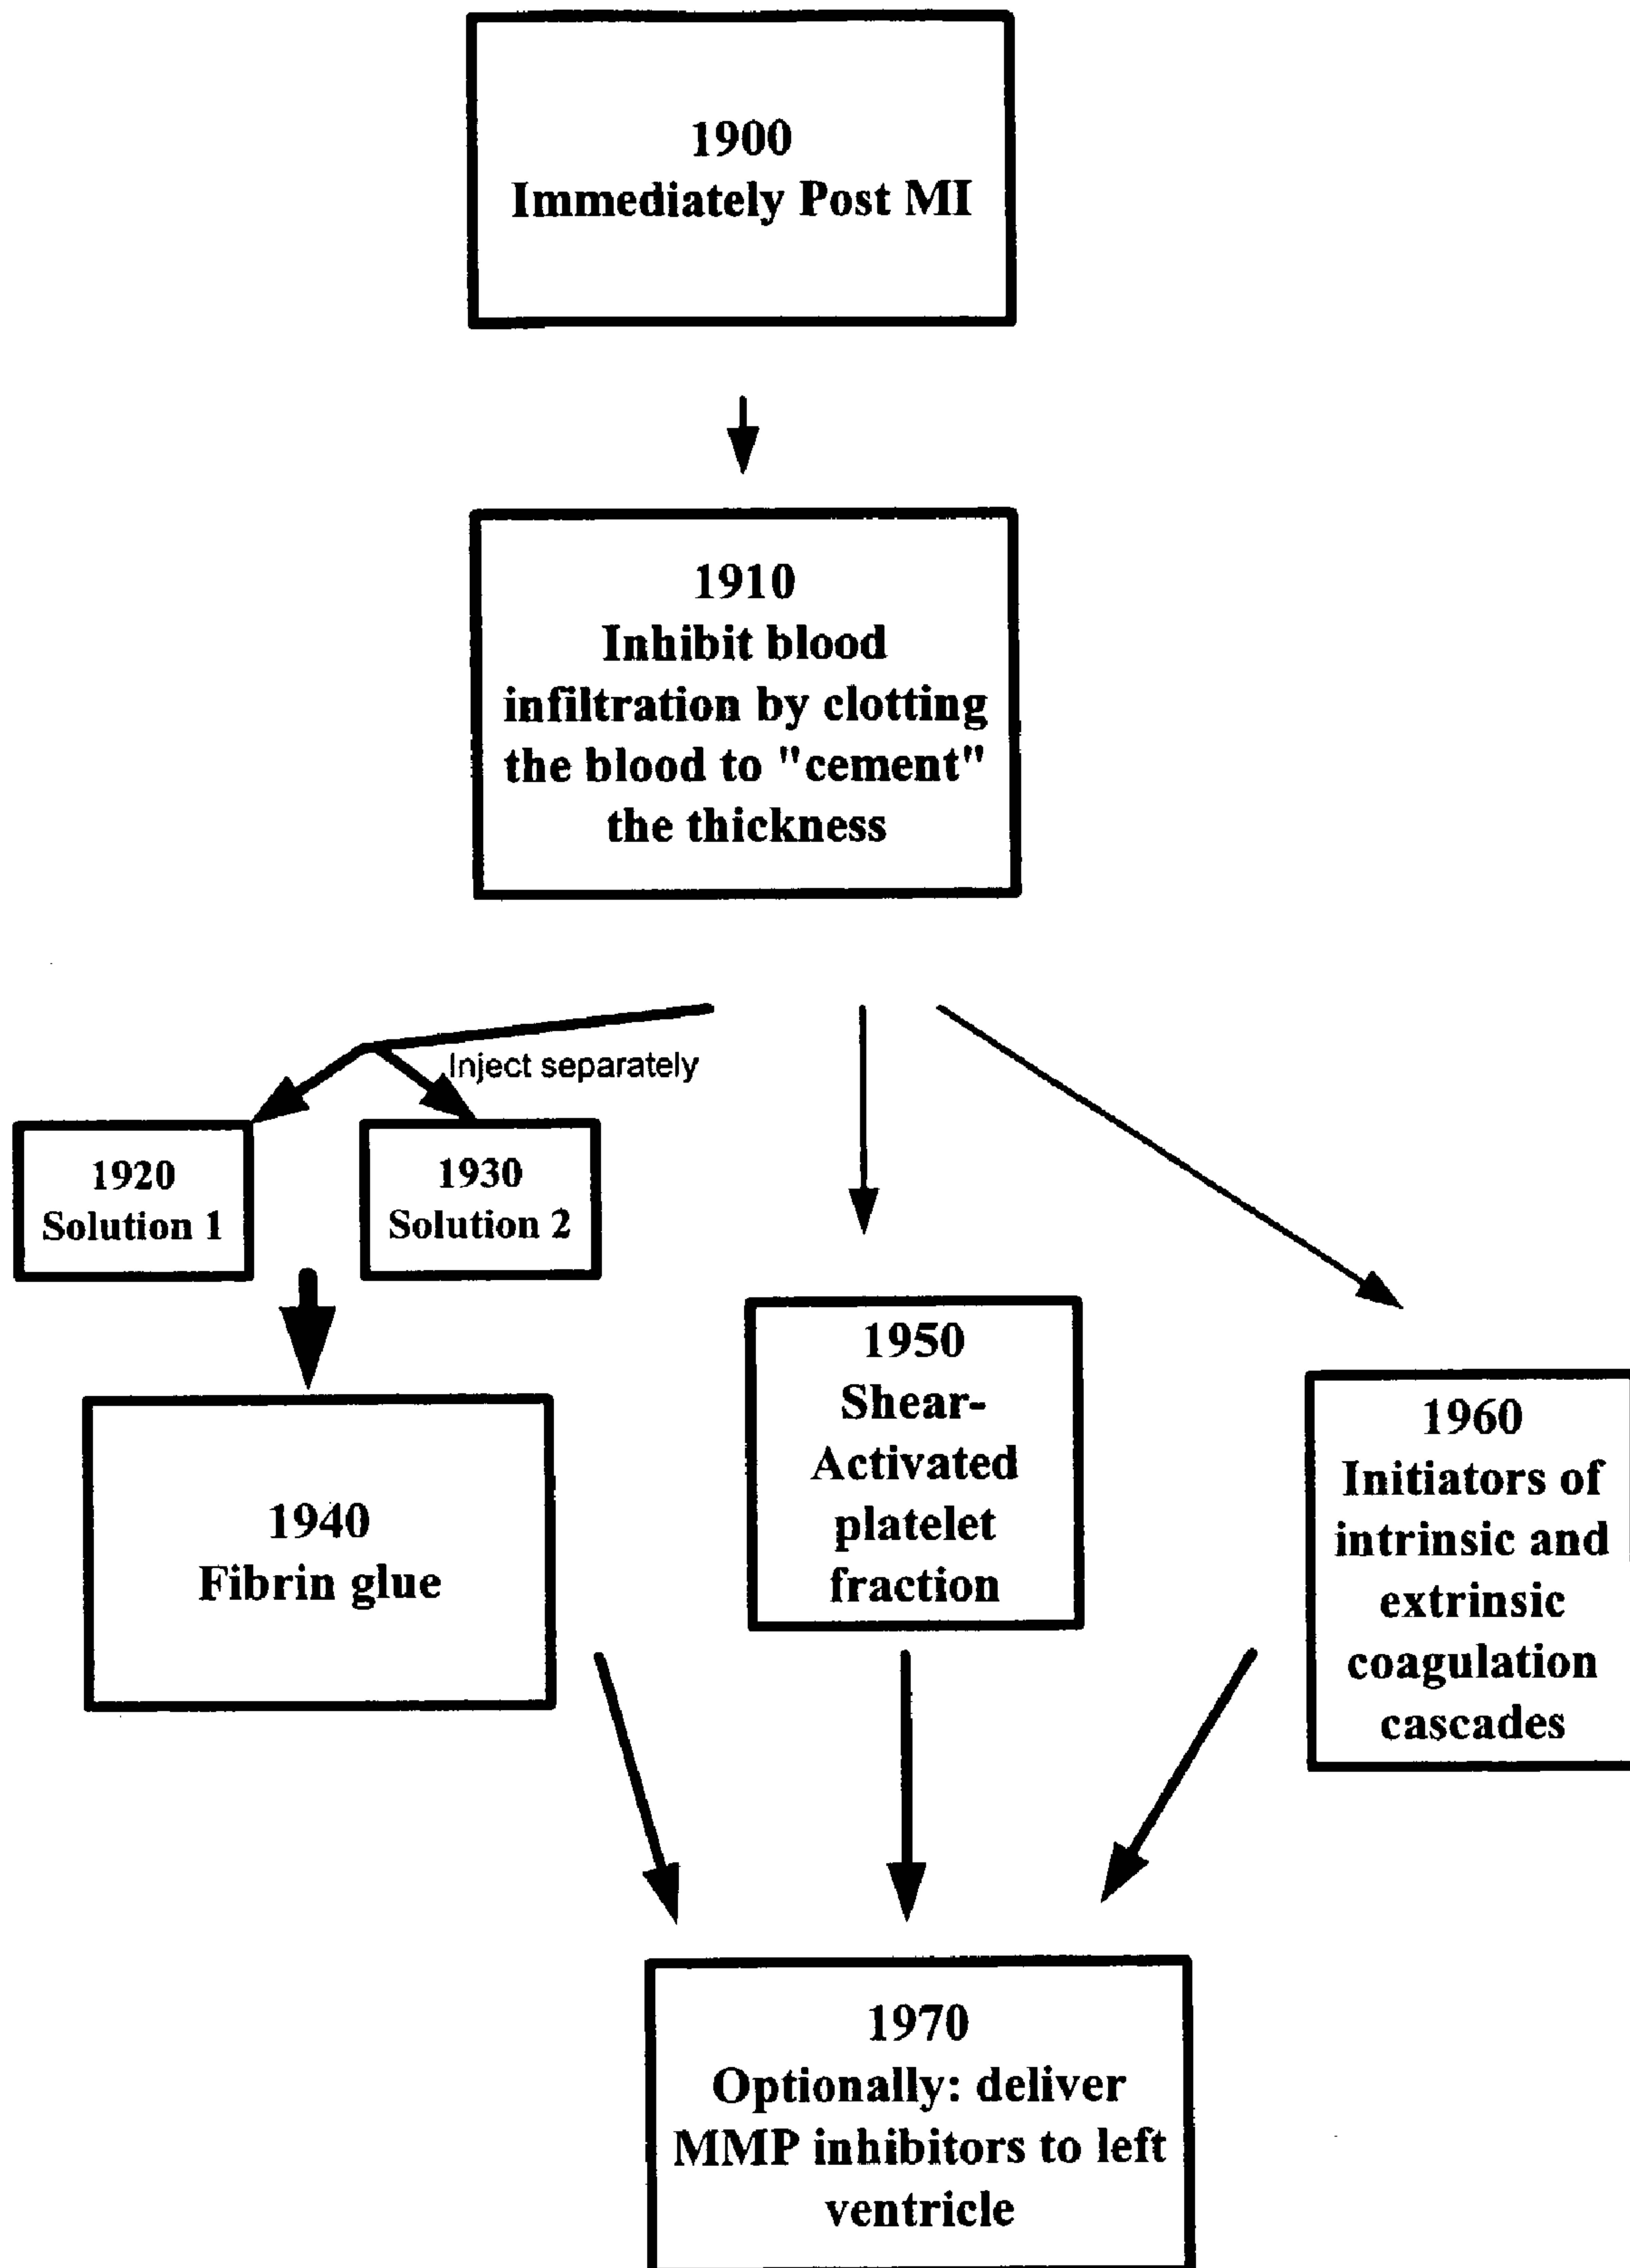 1900
Immediately Post MI
1910
Inhibit blood
infiltration by clotting
the blood to "cement"
the thickness
Inject separately
1920
Solution 1
1930
Solution 2
1940
Fibrin glue
1950
Shear-
Activated
platelet
fraction
1960
Initiators of
intrinsic and
extrinsic
coagulation
cascades
1970
Optionally: deliver
MMP inhibitors to left
ventricle